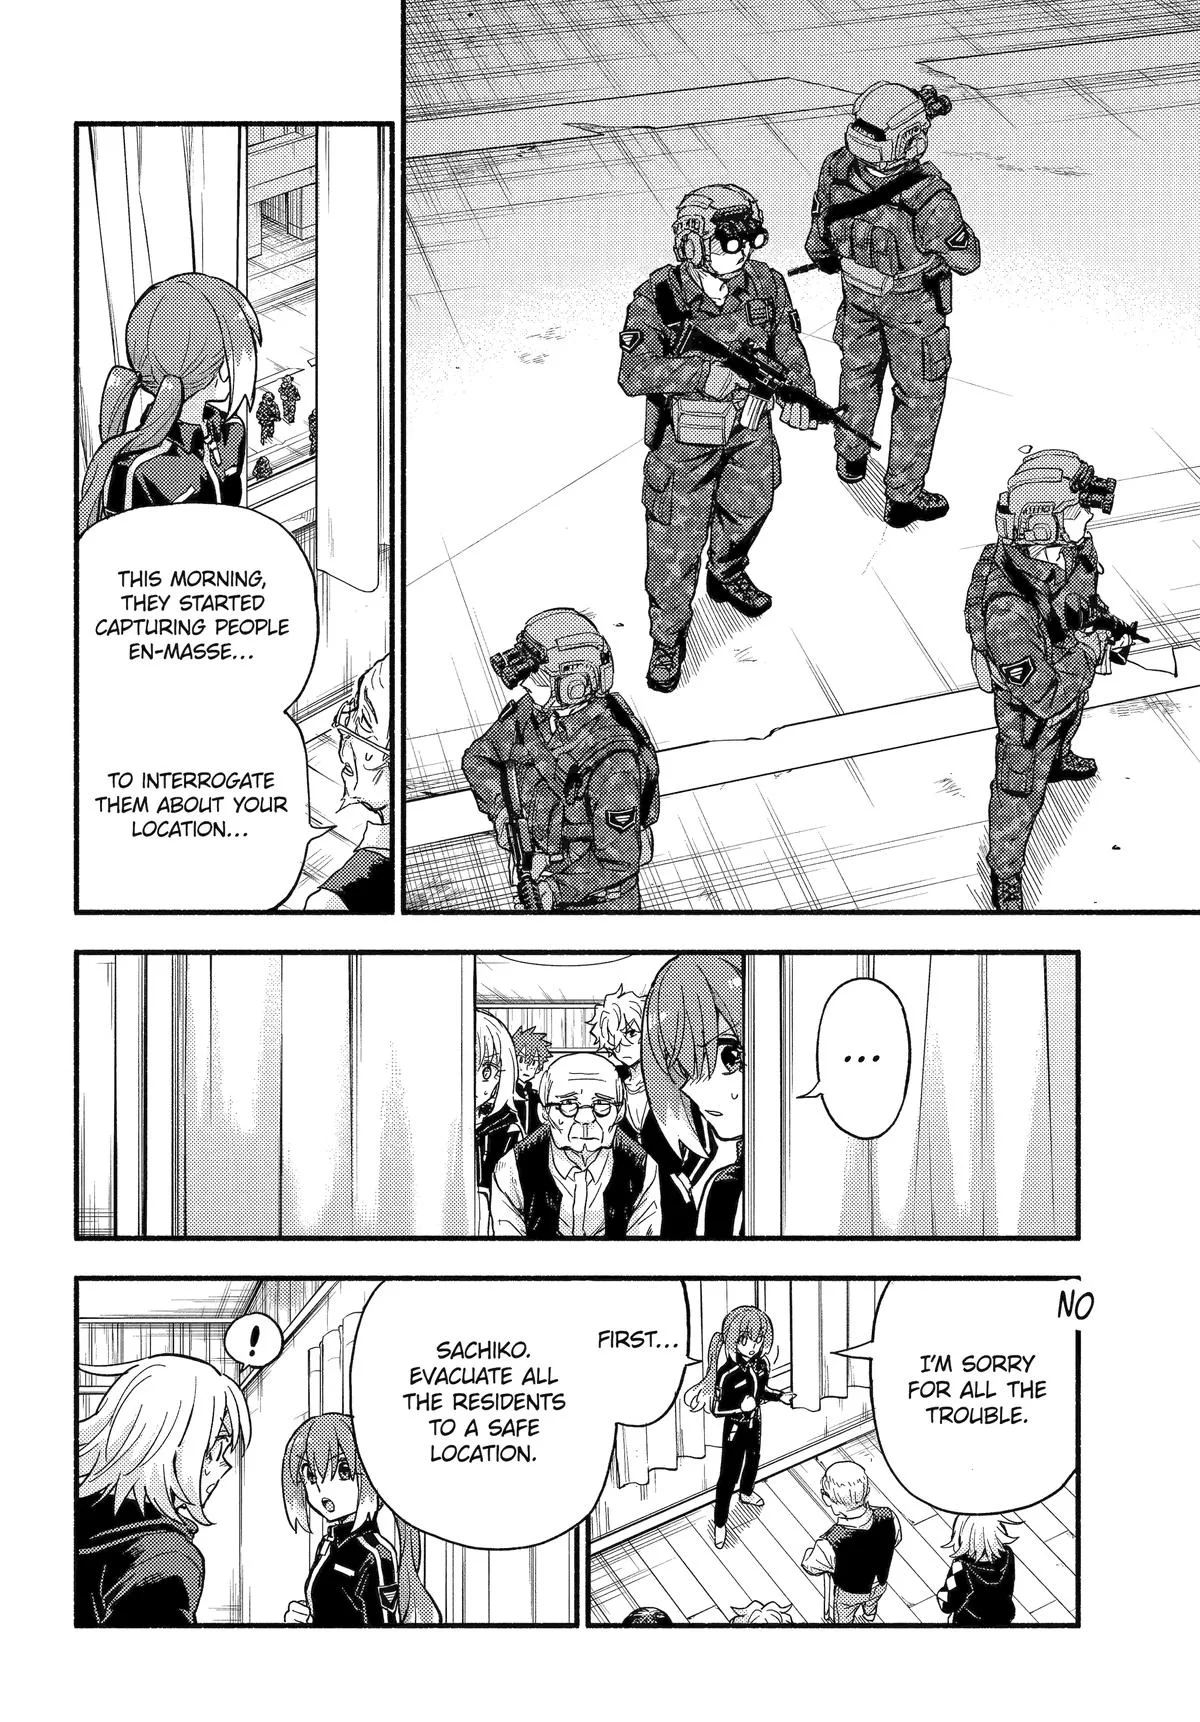 THIS MORNING,
THEY STARTED
CAPTURING PEOPLE
EN-MASSE...
TO INTERROGATE
THEM ABOUT YOUR
LOCATION...
...
NO
I'M SORRY
FOR ALL THE
TROUBLE.
FIRST...
SACHIKO.
EVACUATE ALL
THE RESIDENTS
TO A SAFE
LOCATION.
!